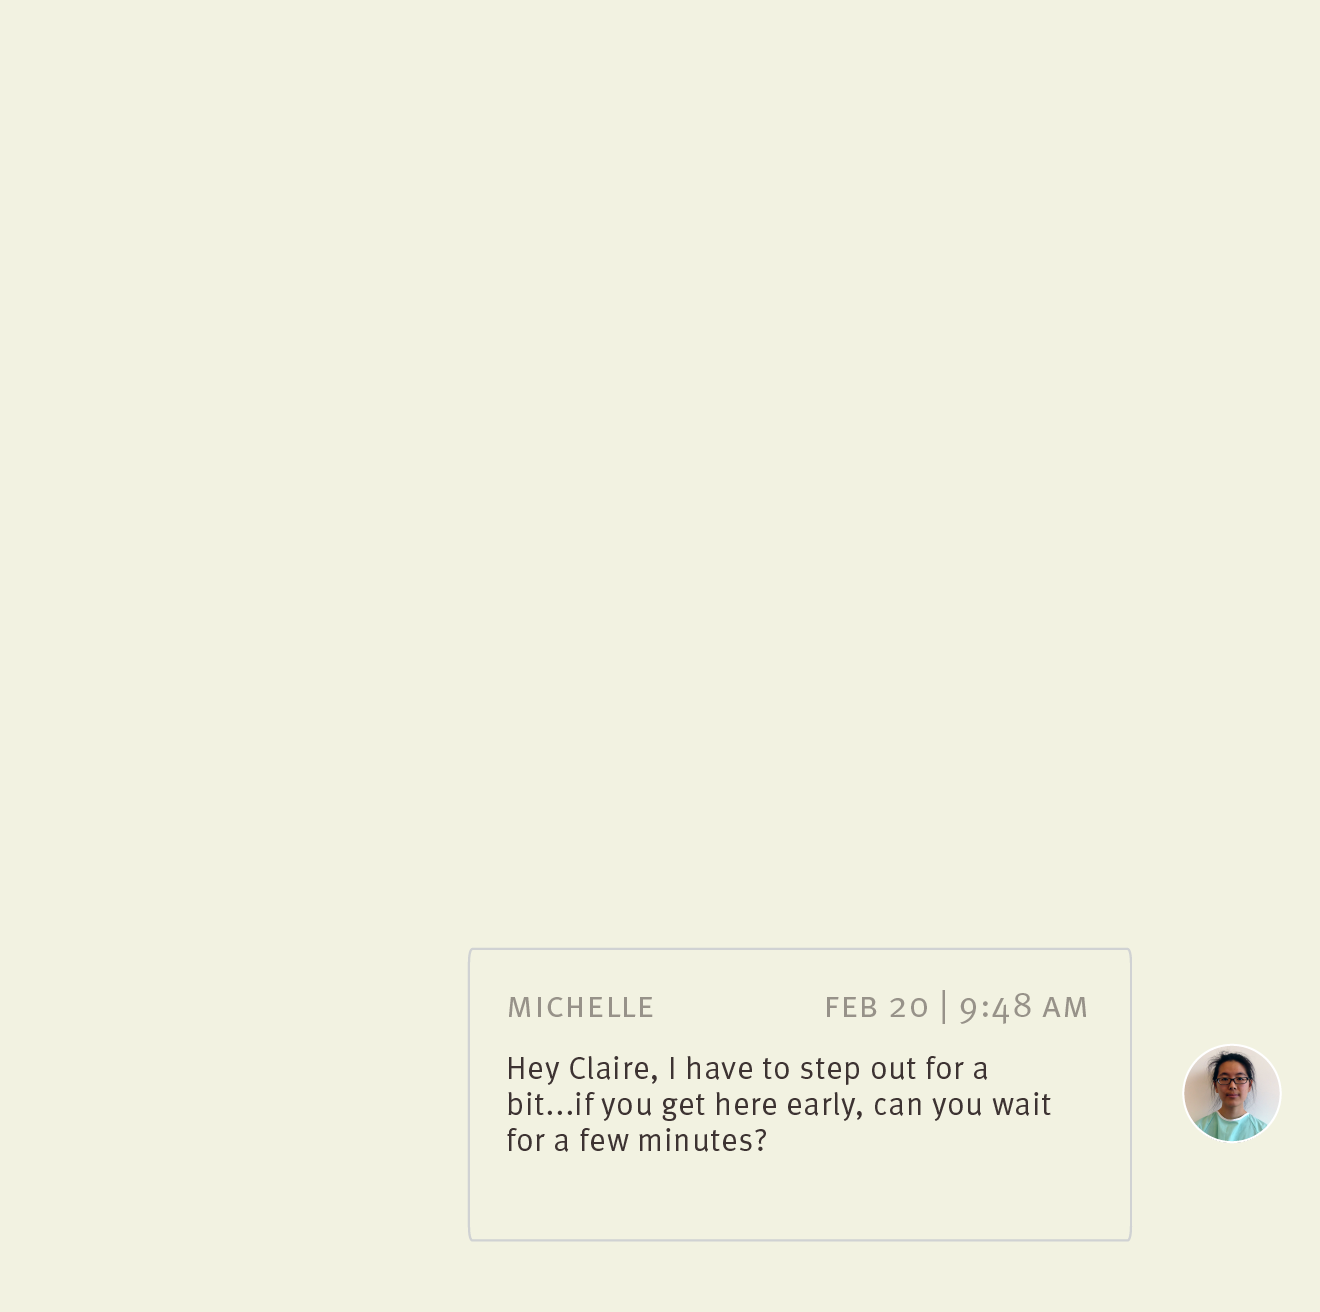 MICHELLE FEB 20 | 9:48 AM
Hey Claire, I have to step out for a
bit...if you get here early, can you wait
for a few minutes?